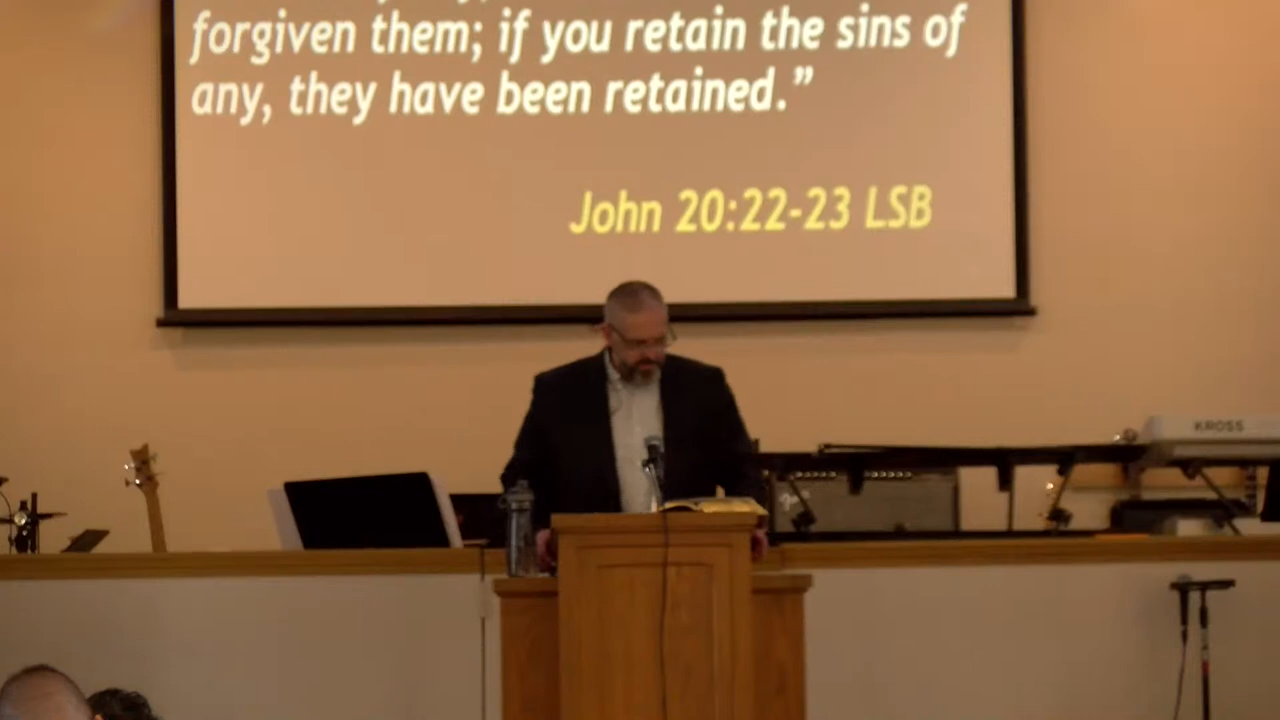 forgiven them; if you retain the sins of
any, they have been retained.”
John 20:22-23 LSB
KROSS